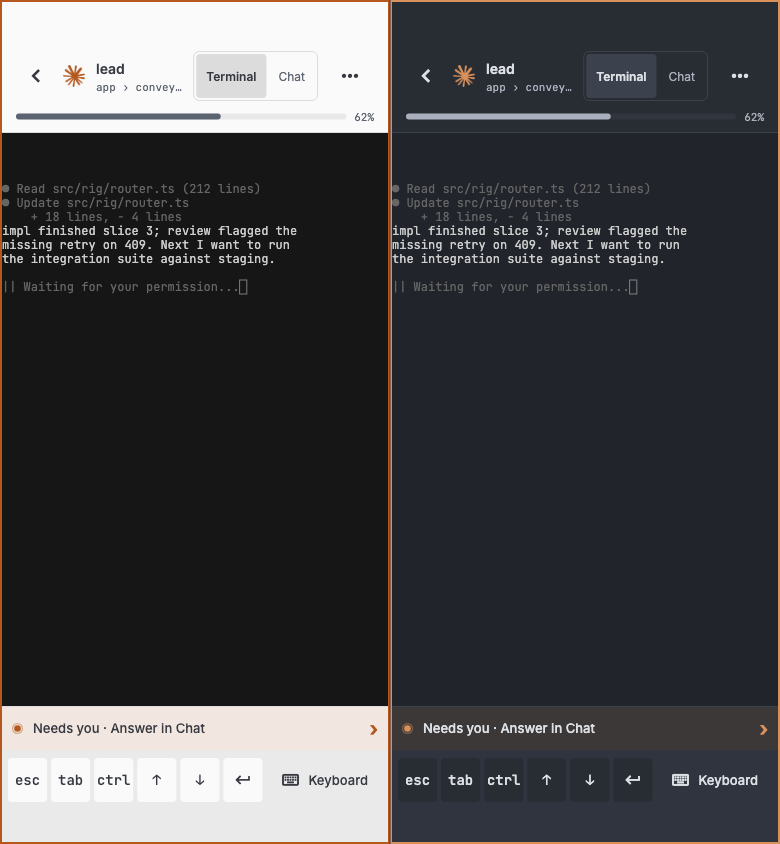 lead
app › convey…
Terminal
Chat
62%
● Read src/rig/router.ts (212 lines)
● Update src/rig/router.ts
+ 18 lines, - 4 lines
impl finished slice 3; review flagged the
missing retry on 409. Next I want to run
the integration suite against staging.
|| Waiting for your permission...
Needs you · Answer in Chat
esc
tab
ctrl
↑
↓
↵
Keyboard
lead
app › convey…
Terminal
Chat
62%
● Read src/rig/router.ts (212 lines)
● Update src/rig/router.ts
+ 18 lines, - 4 lines
impl finished slice 3; review flagged the
missing retry on 409. Next I want to run
the integration suite against staging.
|| Waiting for your permission...
Needs you · Answer in Chat
esc
tab
ctrl
↑
↓
↵
Keyboard